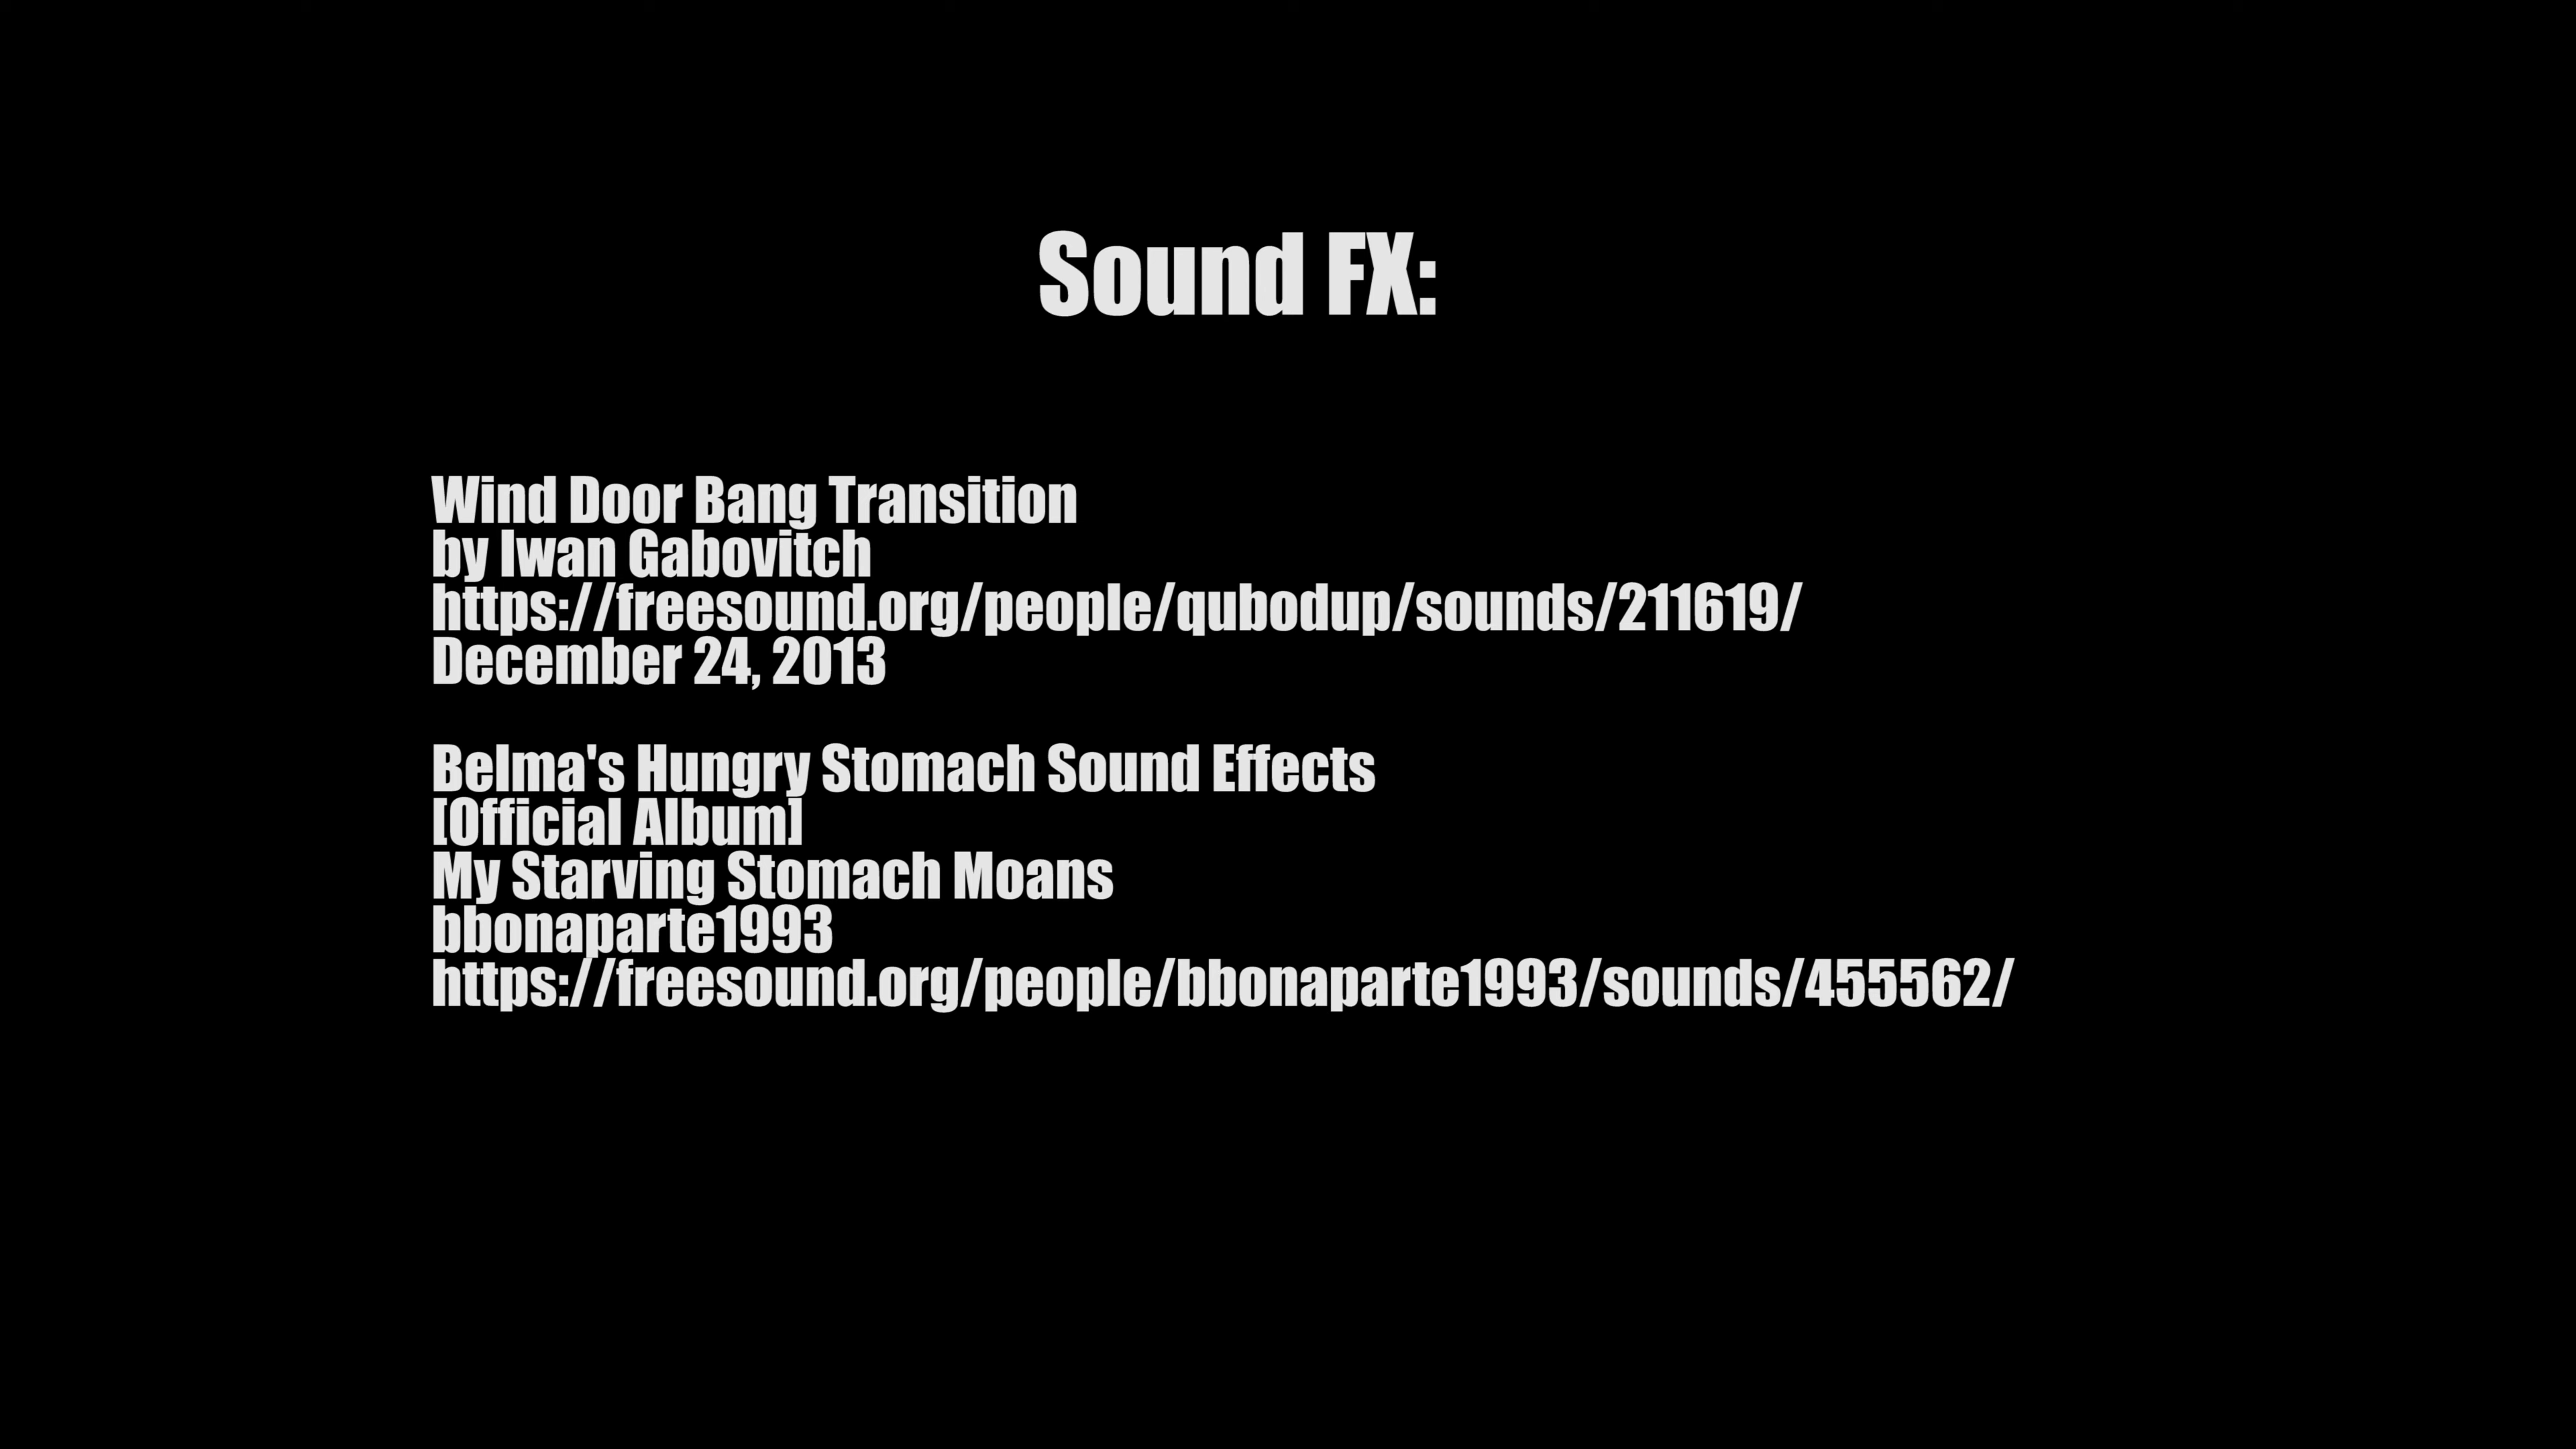 Sound FX:
Wind Door Bang Transition
by Iwan Gabovitch
https://freesound.org/people/qubodup/sounds/211619/
December 24, 2013
Belma's Hungry Stomach Sound Effects
[Official Album]
My Starving Stomach Moans
bbonaparte1993
https://freesound.org/people/bbonaparte1993/sounds/455562/